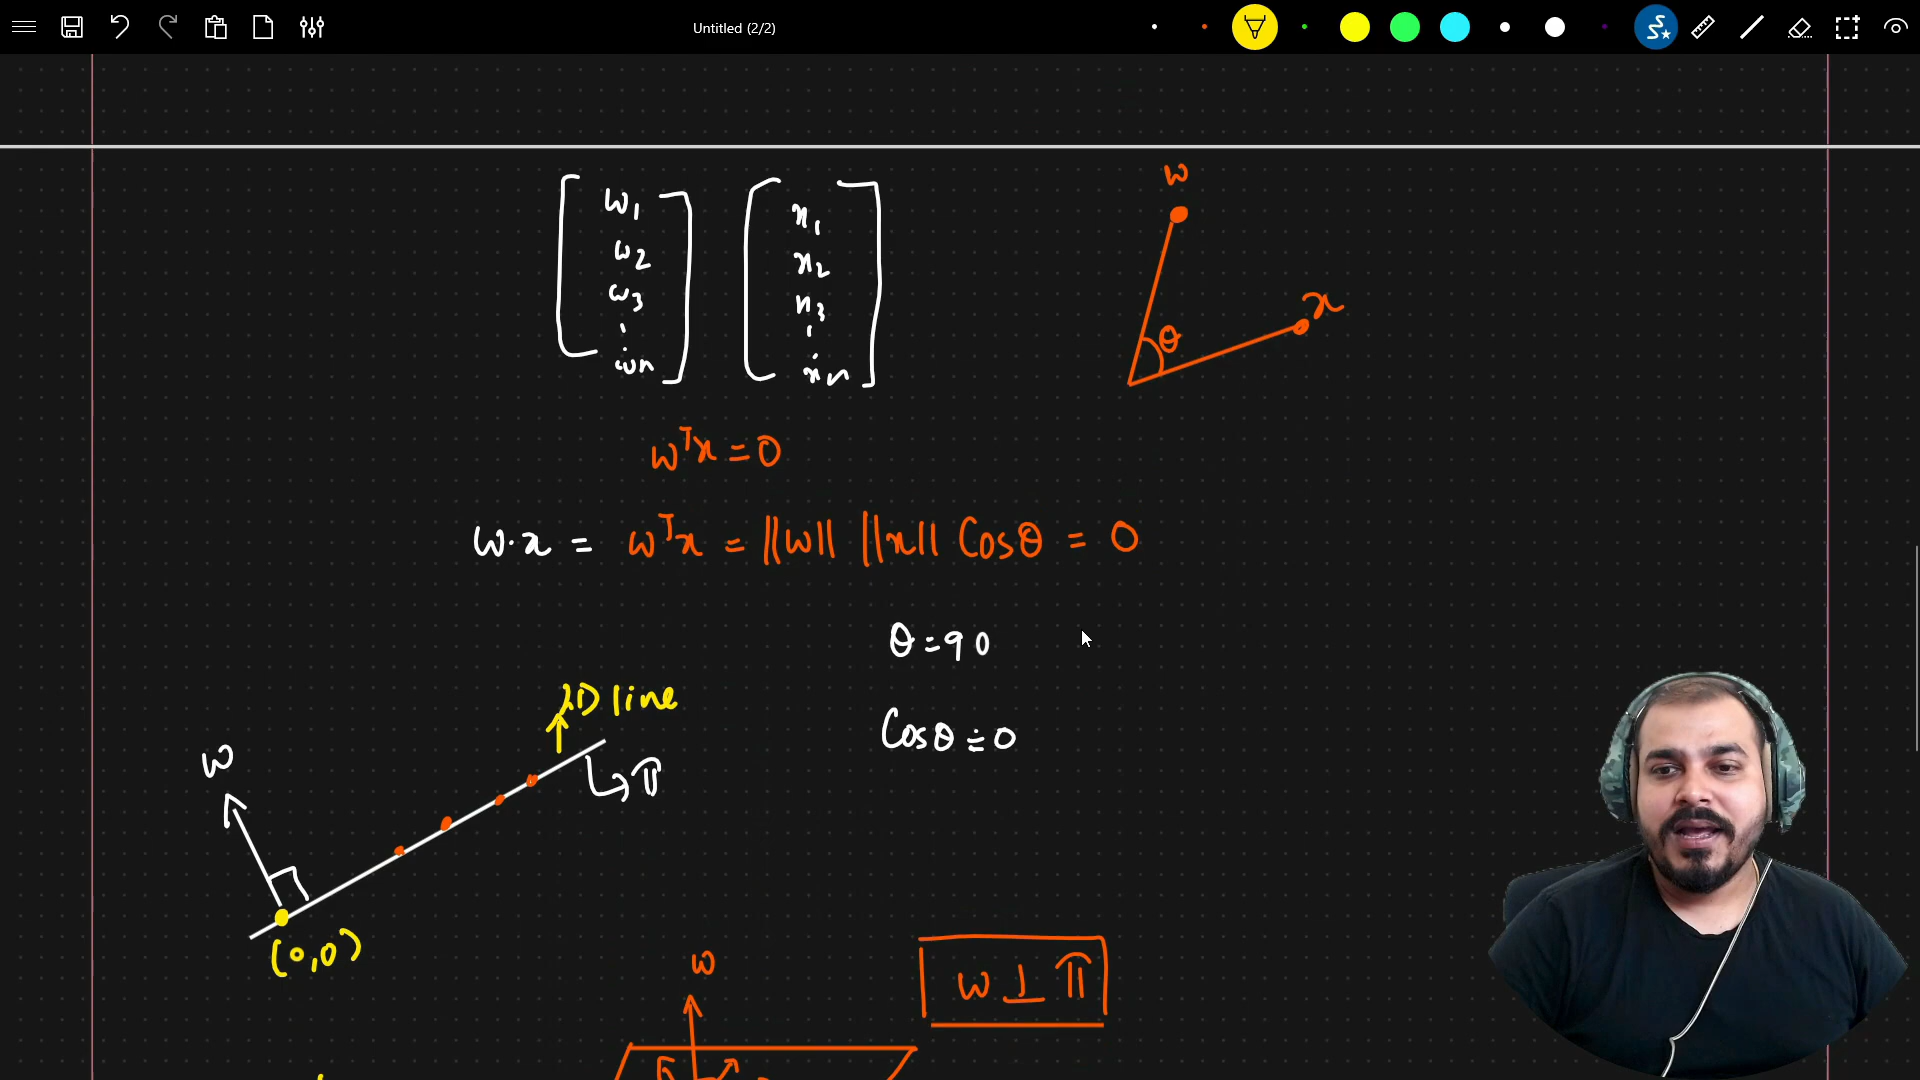 Untitled (2/2)
w
w1 x1
w2 x2
w3 x3
wn xn
x
θ
wᵀx = 0
w·x = wᵀx = ||w|| ||x|| Cosθ = 0
θ = 90
2D line
Cosθ = 0
w
π
(0,0)
w
w ⊥ π